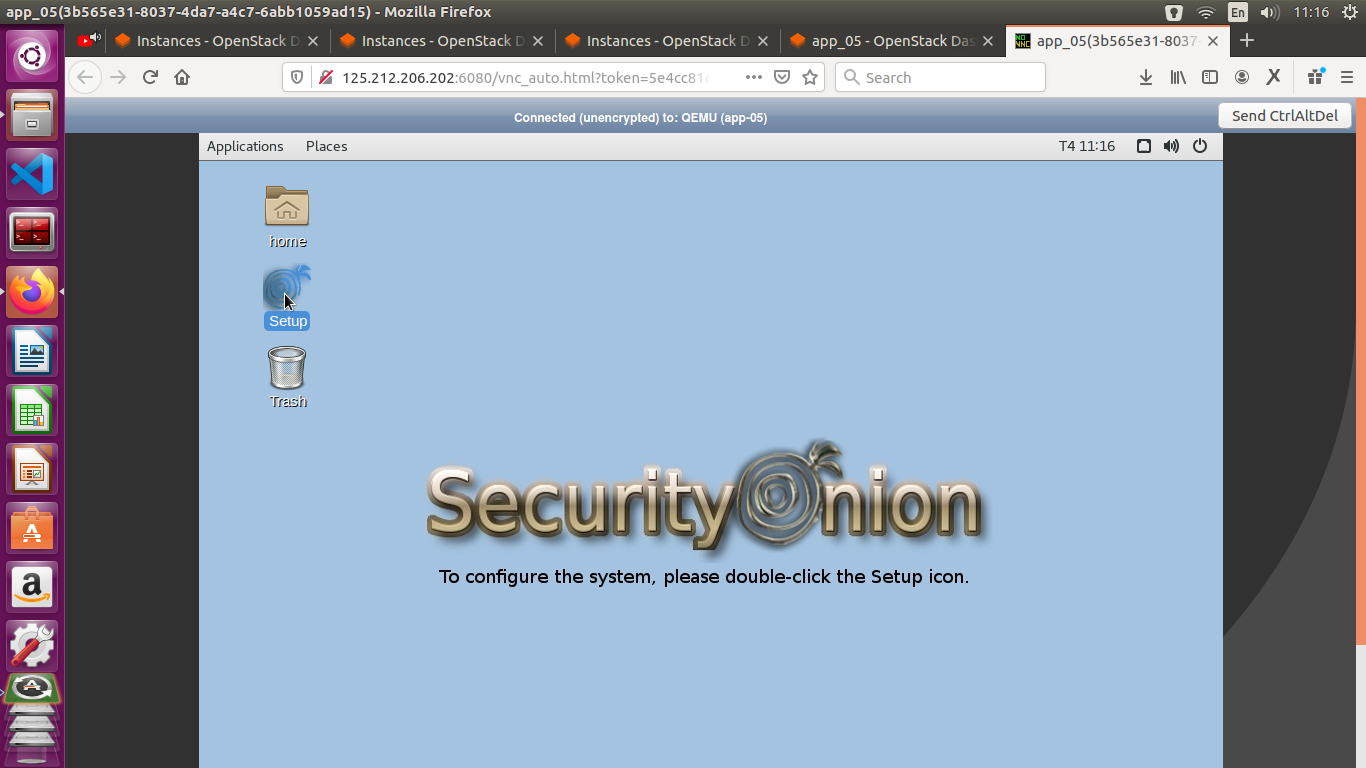 app_05(3b565e31-8037-4da7-a4c7-6abb1059ad15) - Mozilla Firefox
En
11:16
Instances - OpenStack D
Instances - OpenStack D
Instances - OpenStack D
app_05 - OpenStack Das
app_05(3b565e31-8037-
125.212.206.202:6080/vnc_auto.html?token=5e4cc81
Search
Connected (unencrypted) to: QEMU (app-05)
Send CtrlAltDel
Applications
Places
T4 11:16
home
Setup
Trash
SecurityOnion
To configure the system, please double-click the Setup icon.